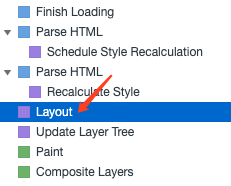 Finish Loading
Parse HTML
Schedule Style Recalculation
Parse HTML
Recalculate Style
Layout
Update Layer Tree
Paint
Composite Layers